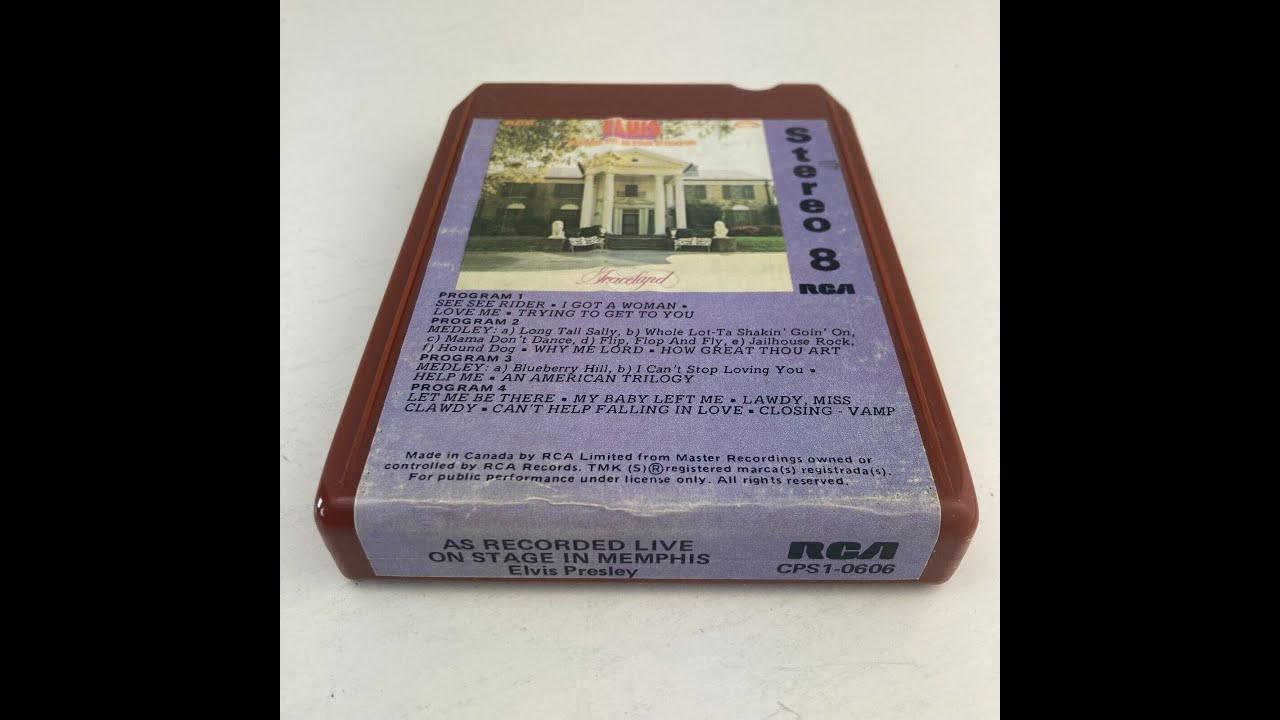 ELVIS
Stereo 8
RCA
Graceland
PROGRAM 1
SEE SEE RIDER • I GOT A WOMAN •
LOVE ME • TRYING TO GET TO YOU
PROGRAM 2
MEDLEY: a) Long Tall Sally, b) Whole Lot-Ta Shakin' Goin' On,
c) Mama Don't Dance, d) Flip, Flop And Fly, e) Jailhouse Rock,
f) Hound Dog • WHY ME LORD • HOW GREAT THOU ART
PROGRAM 3
MEDLEY: a) Blueberry Hill, b) I Can't Stop Loving You •
HELP ME • AN AMERICAN TRILOGY
PROGRAM 4
LET ME BE THERE • MY BABY LEFT ME • LAWDY, MISS
CLAWDY • CAN'T HELP FALLING IN LOVE • CLOSING - VAMP
Made in Canada by RCA Limited from Master Recordings owned or
controlled by RCA Records. TMK (S)® registered marca(s) registrada(s).
For public performance under license only. All rights reserved.
AS RECORDED LIVE
ON STAGE IN MEMPHIS
Elvis Presley
RCA
CPS1-0606